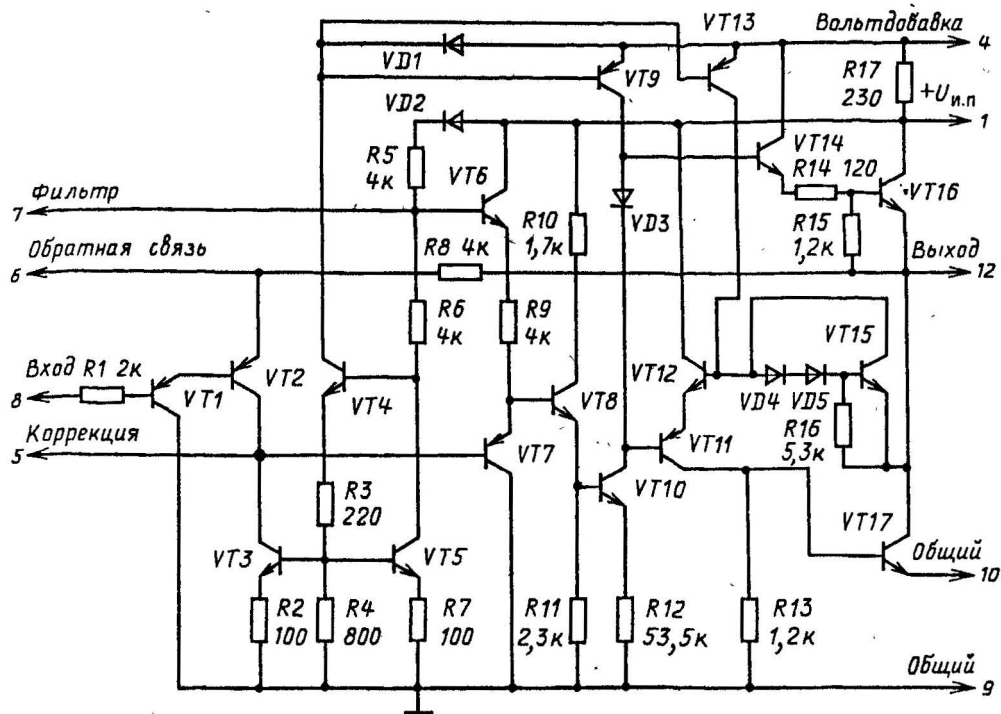 VT13
Вольтдобавка
4
VD1
VT9
R17
230
+Uи.п
1
VD2
R5
4к
VT6
VT14
R14 120
VT16
Фильтр
7
R10
1,7к
VD3
R15
1,2к
Обратная связь
6
R8 4к
Выход
12
R6
4к
R9
4к
VT15
Вход R1 2к
8
VT1
VT2
VT4
VT8
VT12
VD4
VD5
R16
5,3к
Коррекция
5
VT7
VT11
VT10
R3
220
VT17
VT3
VT5
Общий
10
R2
100
R4
800
R7
100
R11
2,3к
R12
53,5к
R13
1,2к
Общий
9